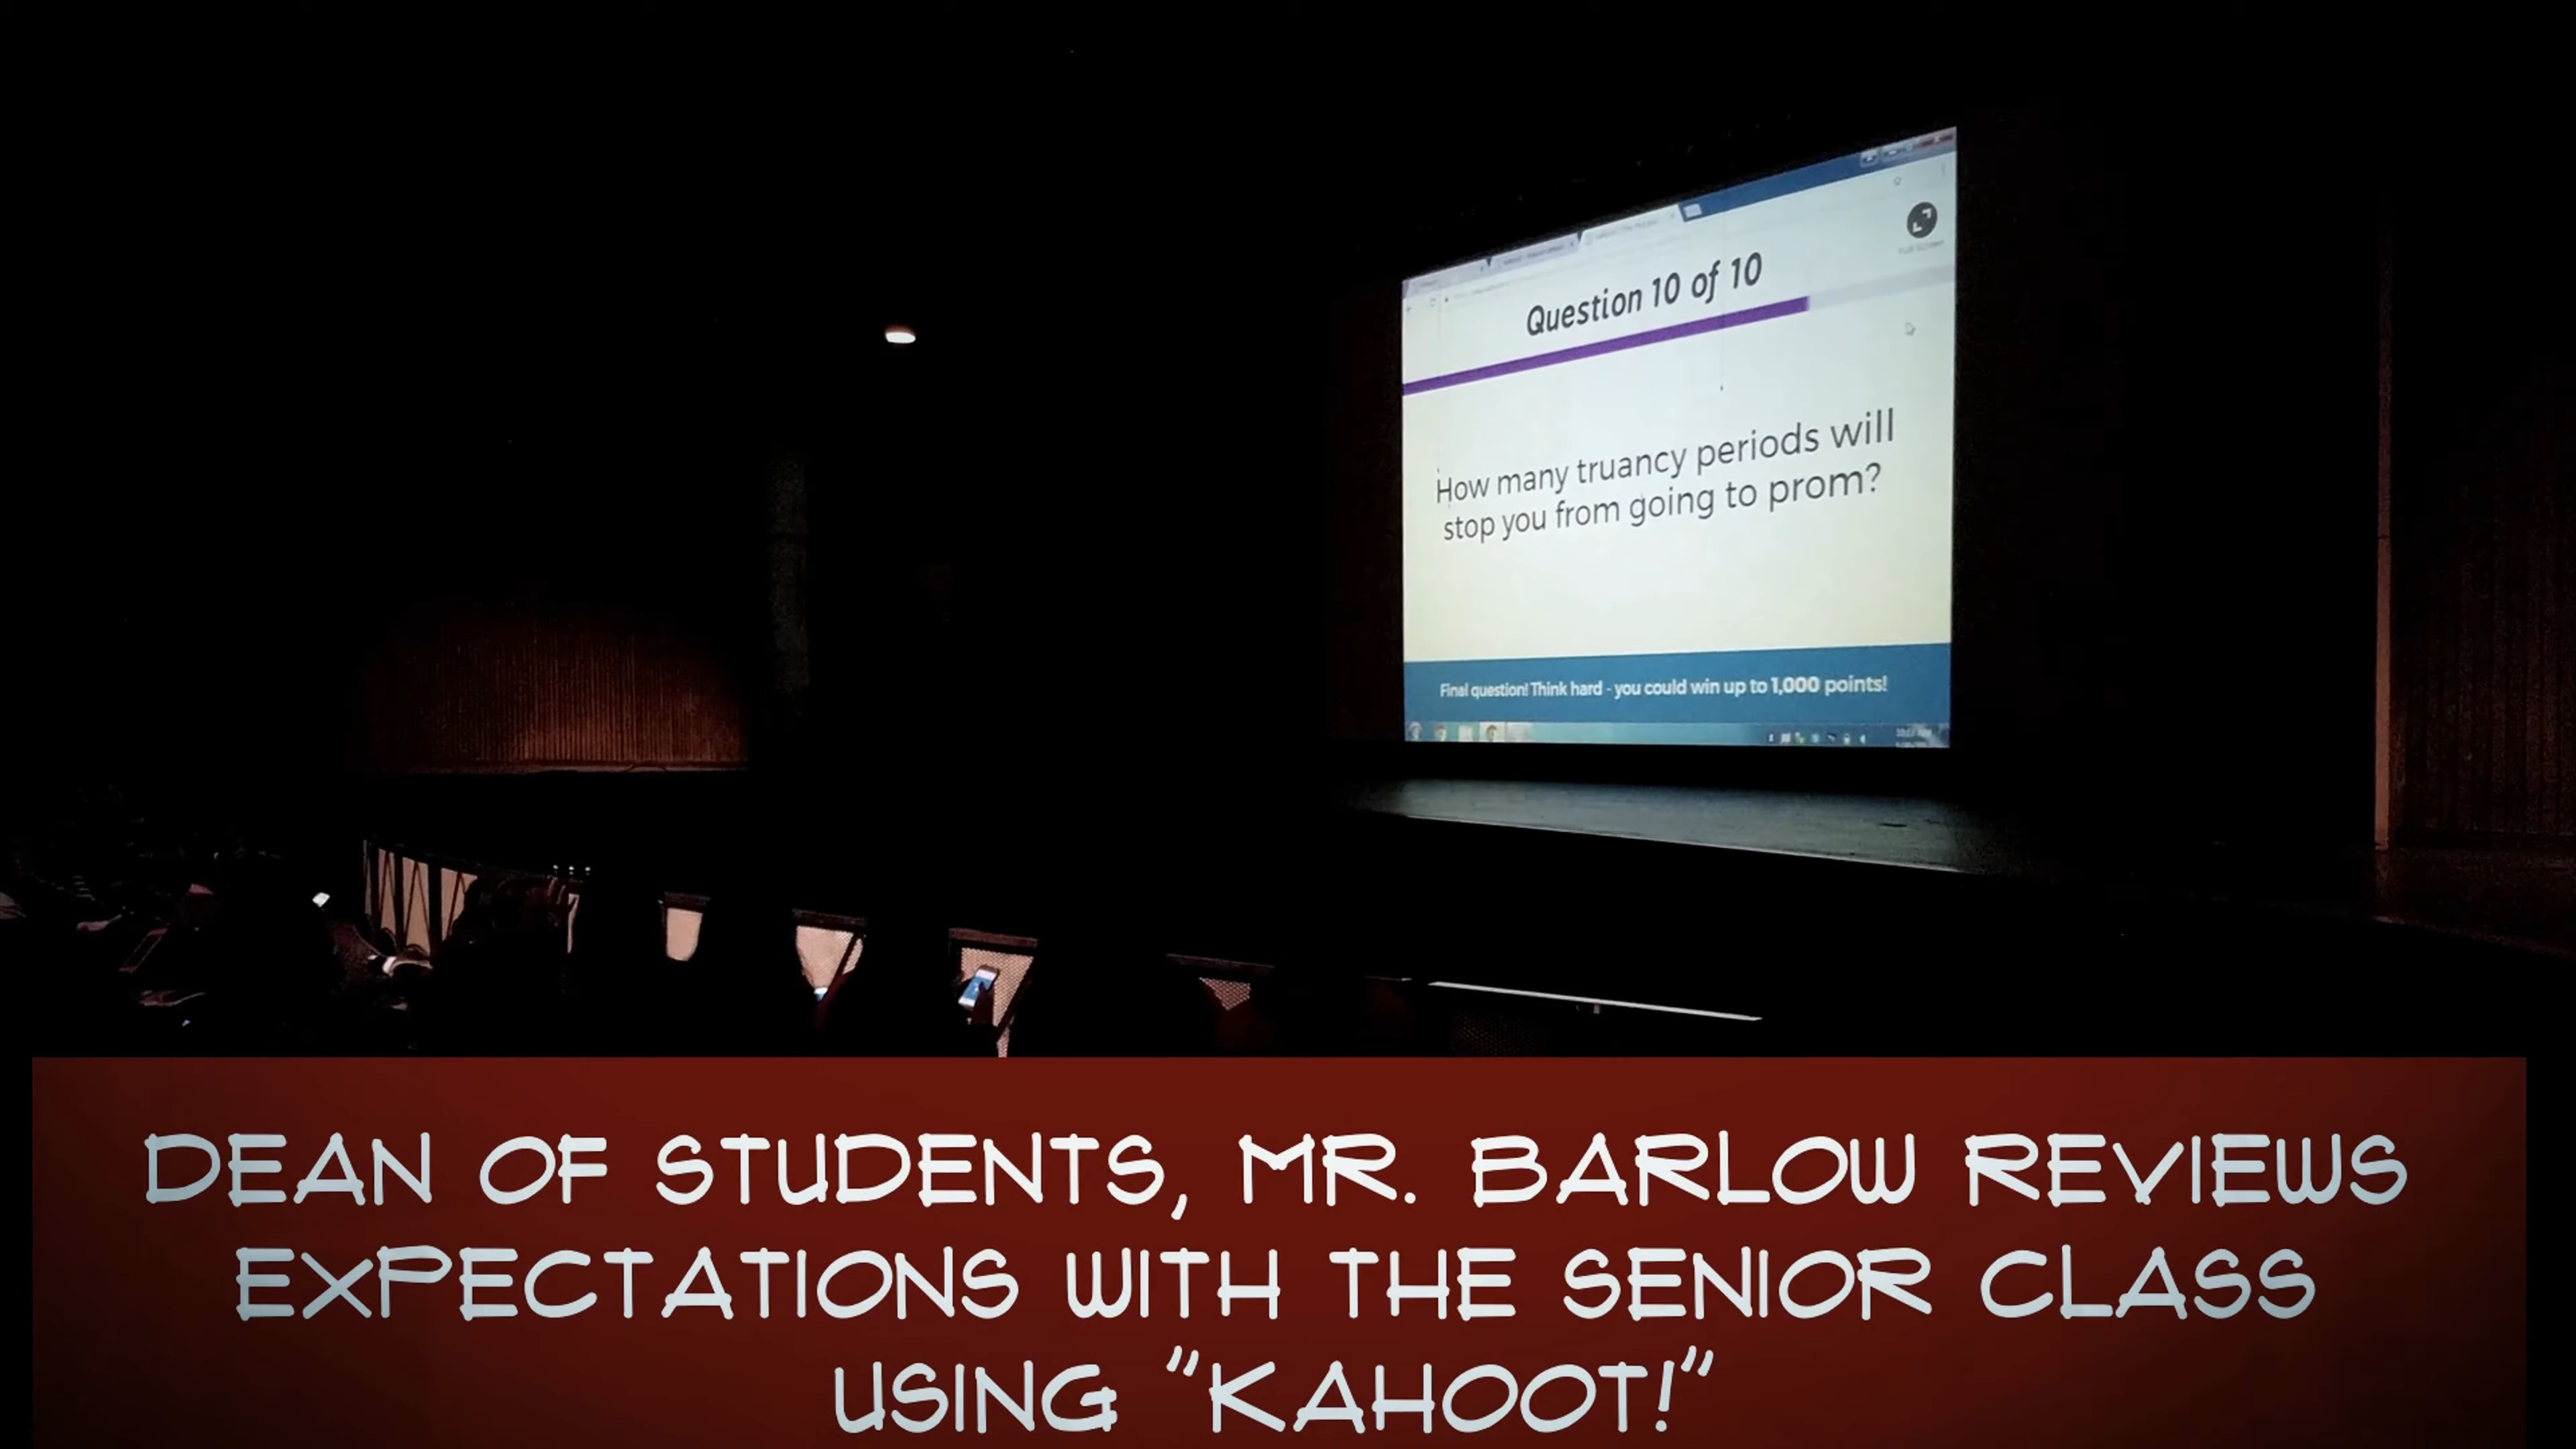 Question 10 of 10
How many truancy periods will
stop you from going to prom?
Final question! Think hard - you could win up to 1,000 points!
DEAN OF STUDENTS, MR. BARLOW REVIEWS
EXPECTATIONS WITH THE SENIOR CLASS
USING "KAHOOT!"